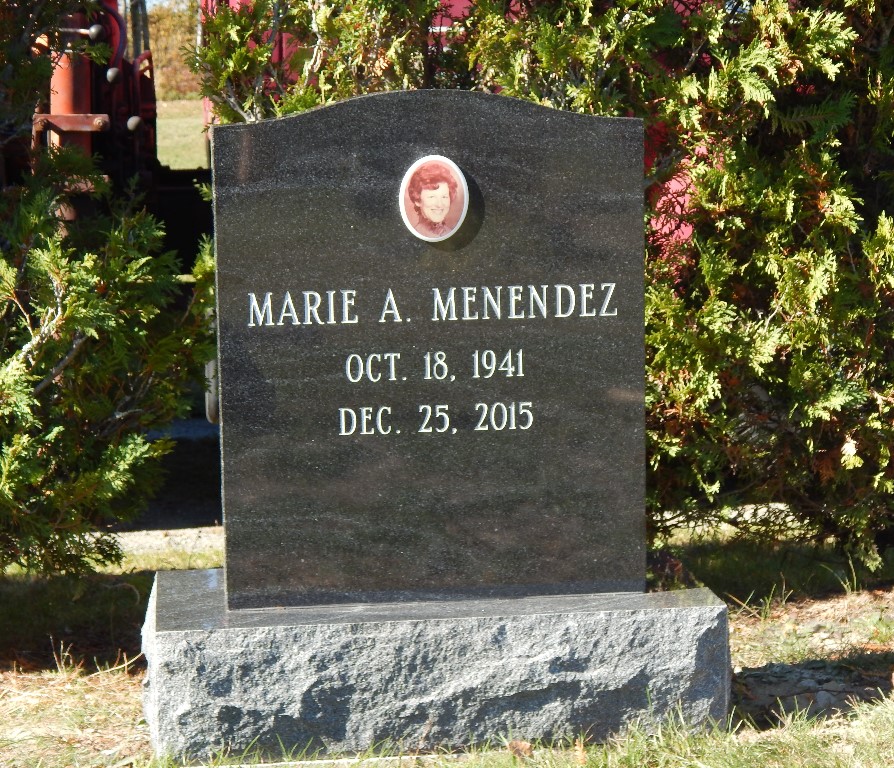 MARIE A. MENENDEZ
OCT. 18, 1941
DEC. 25, 2015